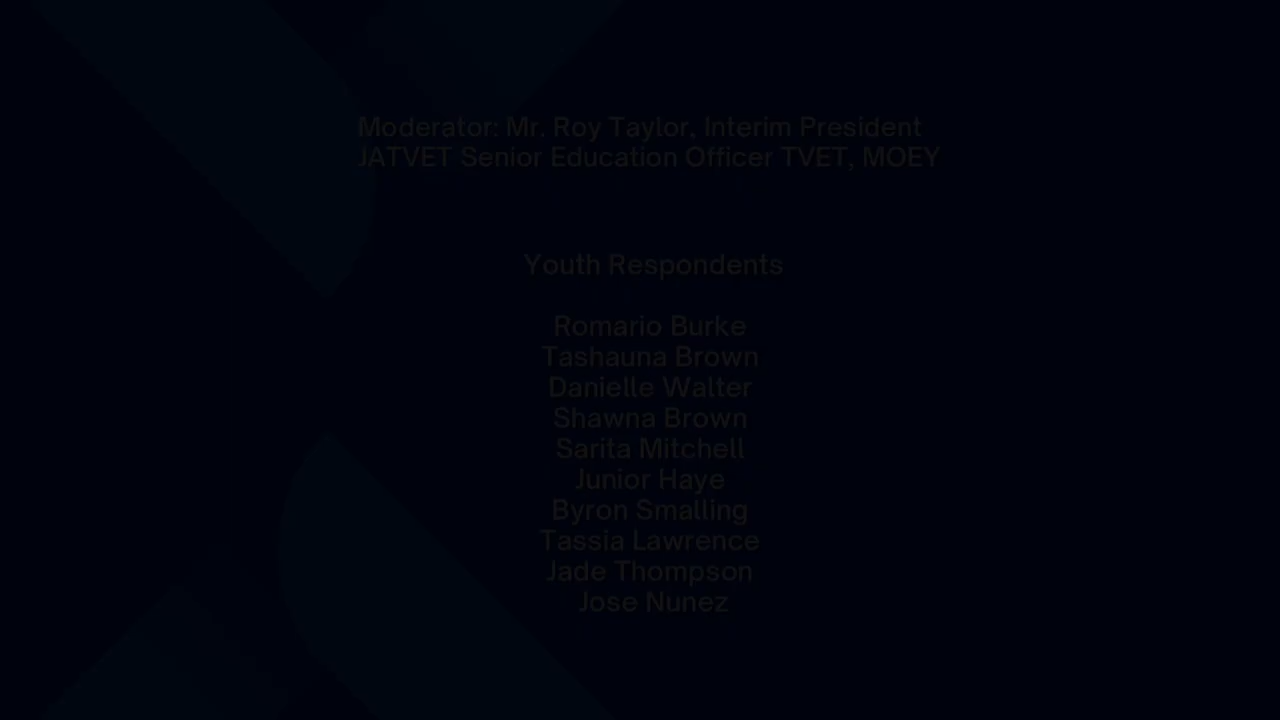 Moderator: Mr. Roy Taylor, Interim President
JATVET Senior Education Officer TVET, MOEY
Youth Respondents
Romario Burke
Tashauna Brown
Danielle Walter
Shawna Brown
Sarita Mitchell
Junior Haye
Byron Smalling
Tassia Lawrence
Jade Thompson
Jose Nunez